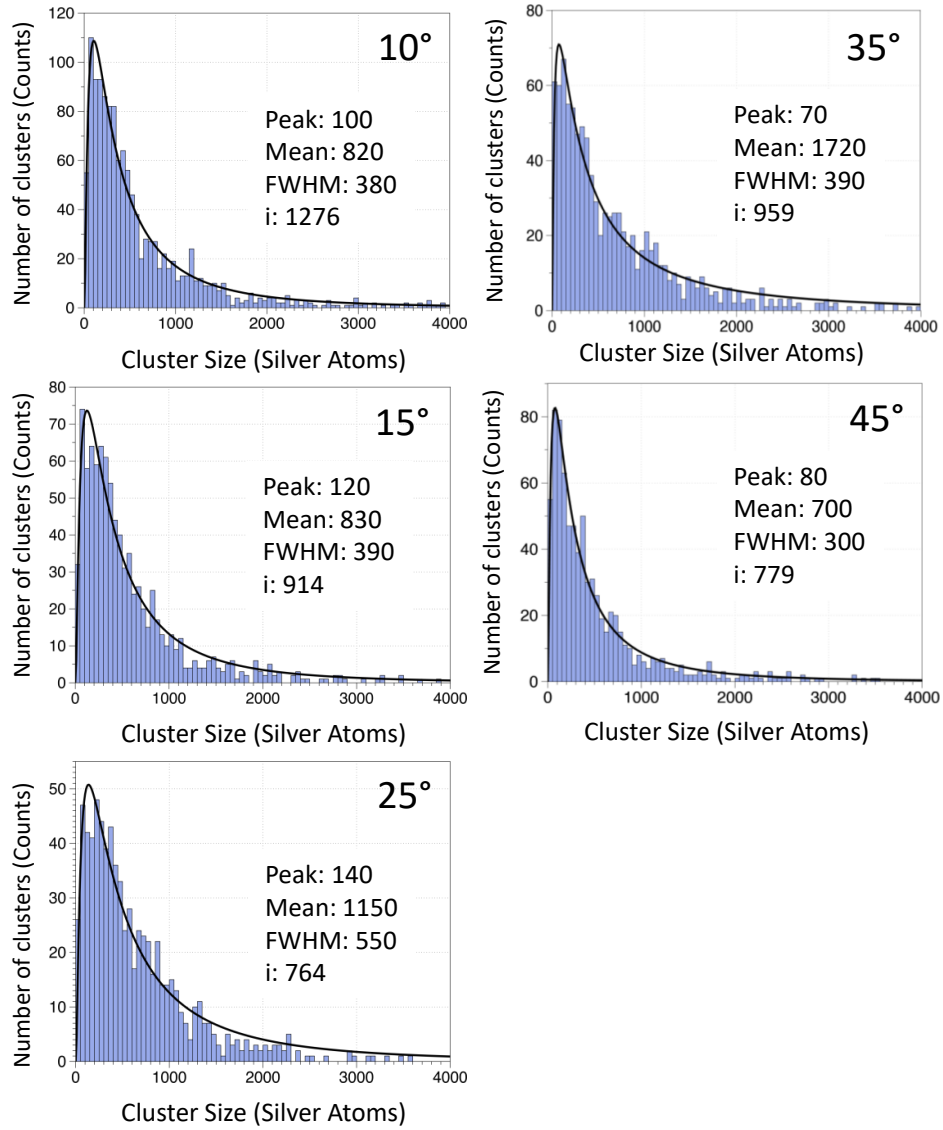 Number of clusters (Counts)
120
100
80
60
40
20
0
10°
Peak: 100
Mean: 820
FWHM: 380
i: 1276
0
1000
2000
3000
4000
Cluster Size (Silver Atoms)
Number of clusters (Counts)
80
60
40
20
0
35°
Peak: 70
Mean: 1720
FWHM: 390
i: 959
0
1000
2000
3000
4000
Cluster Size (Silver Atoms)
Number of clusters (Counts)
80
70
60
50
40
30
20
10
0
15°
Peak: 120
Mean: 830
FWHM: 390
i: 914
0
1000
2000
3000
4000
Cluster Size (Silver Atoms)
Number of clusters (Counts)
80
60
40
20
0
45°
Peak: 80
Mean: 700
FWHM: 300
i: 779
0
1000
2000
3000
4000
Cluster Size (Silver Atoms)
Number of clusters (Counts)
50
40
30
20
10
0
25°
Peak: 140
Mean: 1150
FWHM: 550
i: 764
0
1000
2000
3000
4000
Cluster Size (Silver Atoms)